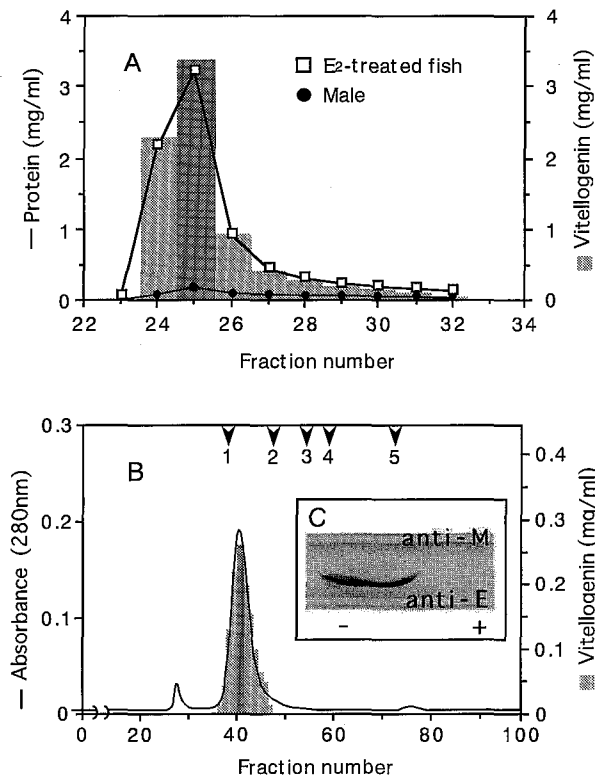 A
E2-treated fish
Male
Protein (mg/ml)
4
3
2
1
0
4
3
2
1
0
Vitellogenin (mg/ml)
22 24 26 28 30 32 34
Fraction number
B
1 2 3 4 5
Absorbance (280nm)
0.3
0.2
0.1
0
0.4
0.3
0.2
0.1
0
Vitellogenin (mg/ml)
C
anti-M
anti-E
− +
0 20 40 60 80 100
Fraction number